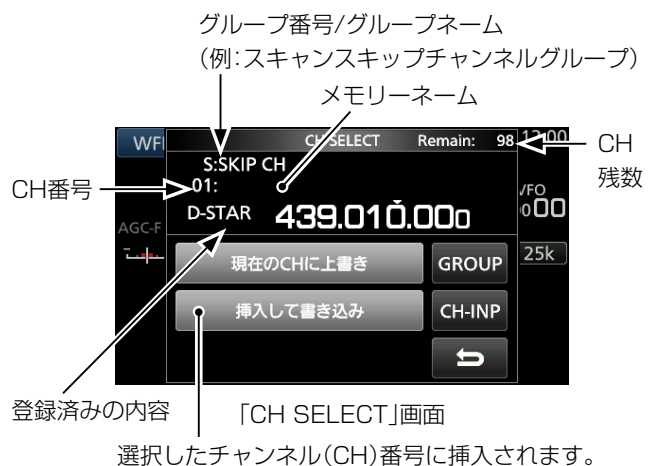 グループ番号/グループネーム
(例:スキャンスキップチャンネルグループ)
メモリーネーム
WFI
CH SELECT Remain: 98
12:00
CH
残数
S:SKIP CH
CH番号
01:
VFO
D-STAR 439.010.000
000
AGC-F
現在のCHに上書き GROUP
25k
挿入して書き込み CH-INP
登録済みの内容
「CH SELECT」画面
選択したチャンネル(CH)番号に挿入されます。